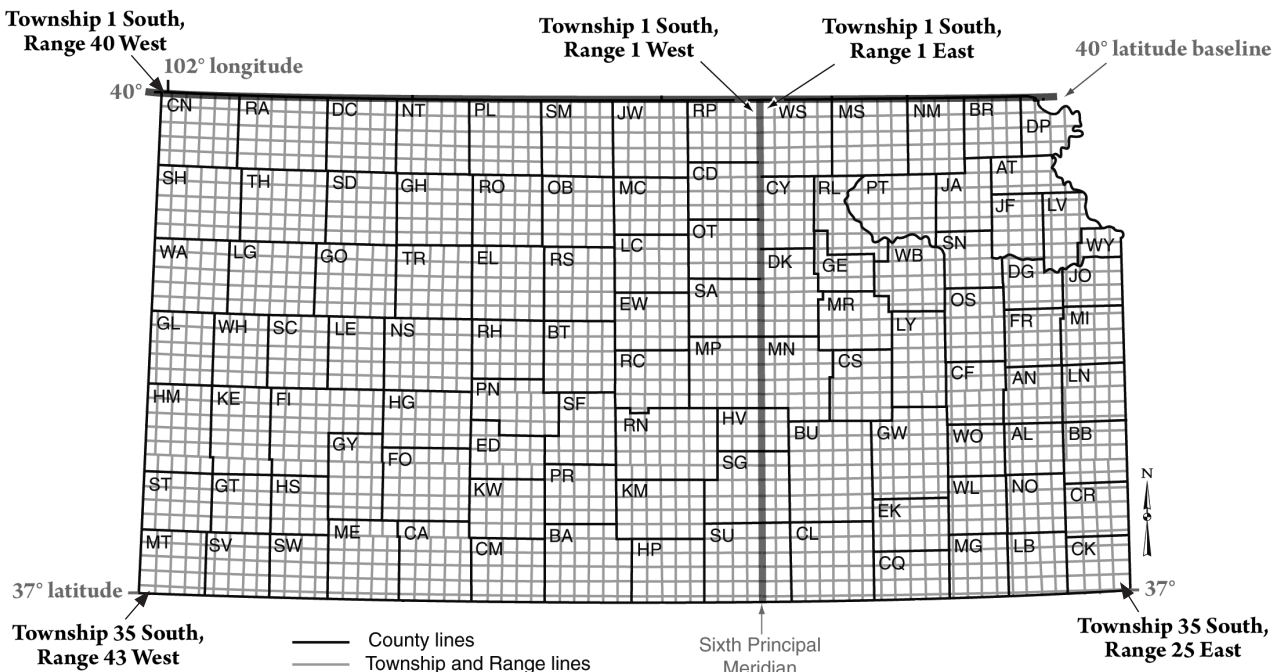 Township 1 South,
Range 40 West
Township 1 South,
Range 1 West
Township 1 South,
Range 1 East
40° latitude baseline
102° longitude
40°
CN RA DC NT PL SM JW RP WS MS NM BR
DP
AT
CD
SH TH SD GH RO OB MC CY RL PT JA
JF LV
OT
LC SN
WY
WA LG GO TR EL RS DK GE WB
DG JO
SA
EW MR OS
GL WH SC LE NS RH BT LY FR MI
MP MN
RC CS
CF AN LN
PN
HM KE FI HG SF
RN HV
BU GW WO AL BB
GY ED
FO SG
PR
ST GT HS KW KM WL NO
CR
EK
ME CA BA SU CL
MT SV SW CM HP MG LB CK
CQ
N
37° latitude
37°
Township 35 South,
Range 43 West
County lines
Township and Range lines
Sixth Principal
Meridian
Township 35 South,
Range 25 East